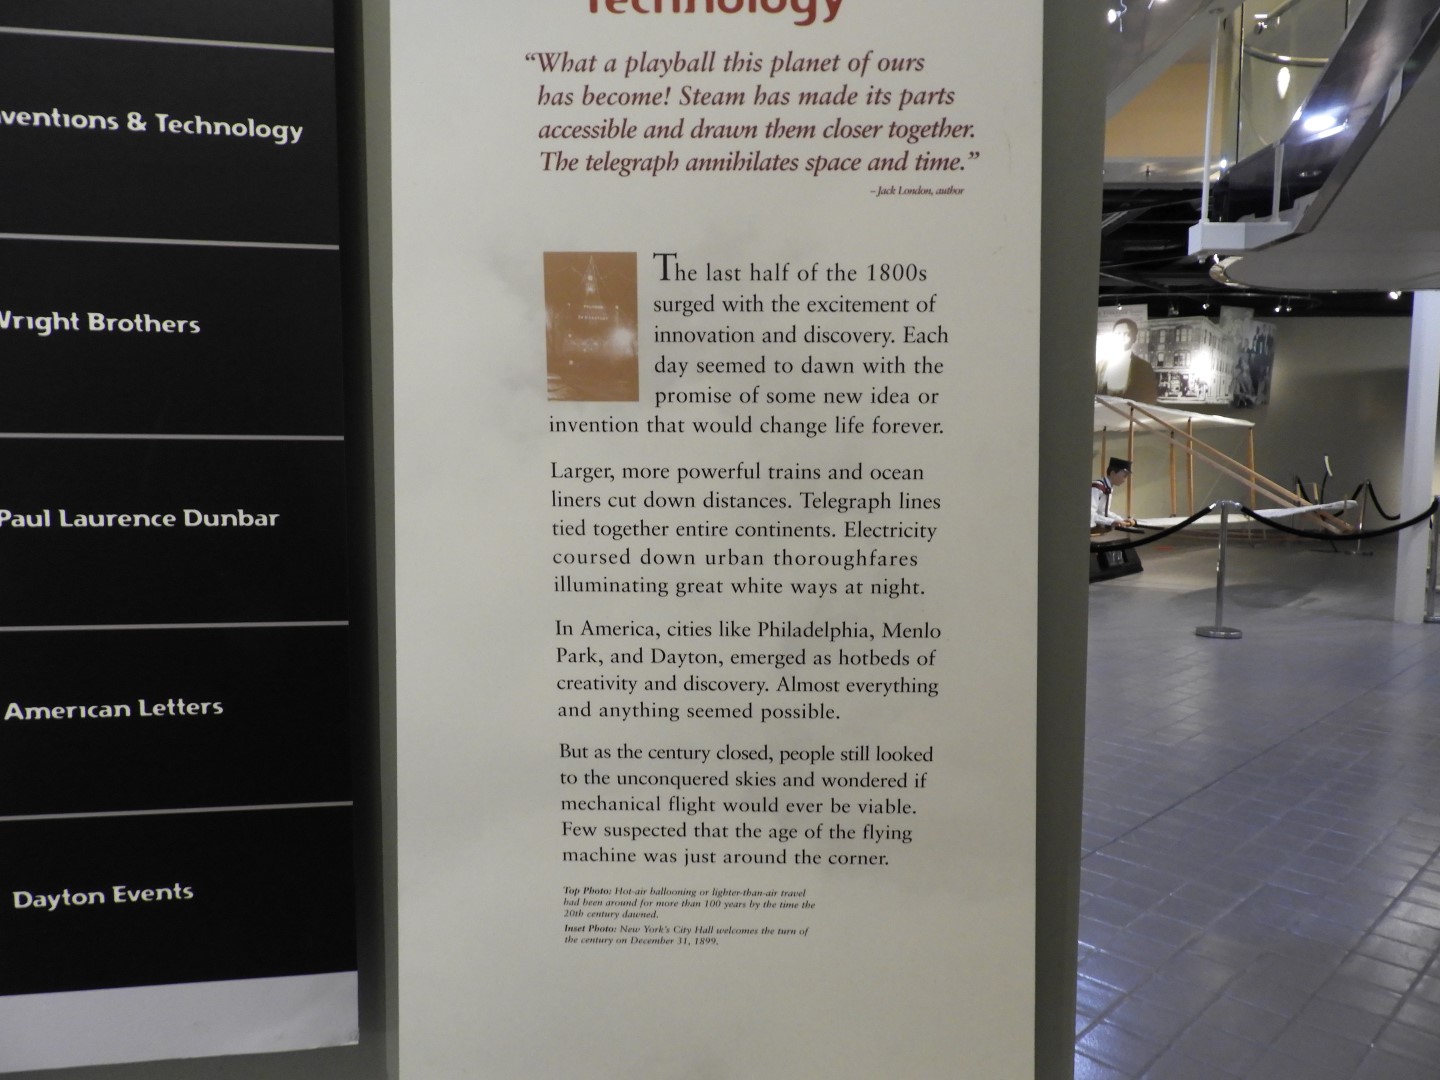 nventions & Technology
Wright Brothers
Paul Laurence Dunbar
American Letters
Dayton Events
Technology
“What a playball this planet of ours
has become! Steam has made its parts
accessible and drawn them closer together.
The telegraph annihilates space and time.”
– Jack London, author
The last half of the 1800s
surged with the excitement of
innovation and discovery. Each
day seemed to dawn with the
promise of some new idea or
invention that would change life forever.
Larger, more powerful trains and ocean
liners cut down distances. Telegraph lines
tied together entire continents. Electricity
coursed down urban thoroughfares
illuminating great white ways at night.
In America, cities like Philadelphia, Menlo
Park, and Dayton, emerged as hotbeds of
creativity and discovery. Almost everything
and anything seemed possible.
But as the century closed, people still looked
to the unconquered skies and wondered if
mechanical flight would ever be viable.
Few suspected that the age of the flying
machine was just around the corner.
Top Photo: Hot-air ballooning or lighter-than-air travel
had been around for more than 100 years by the time the
20th century dawned.
Inset Photo: New York's City Hall welcomes the turn of
the century on December 31, 1899.